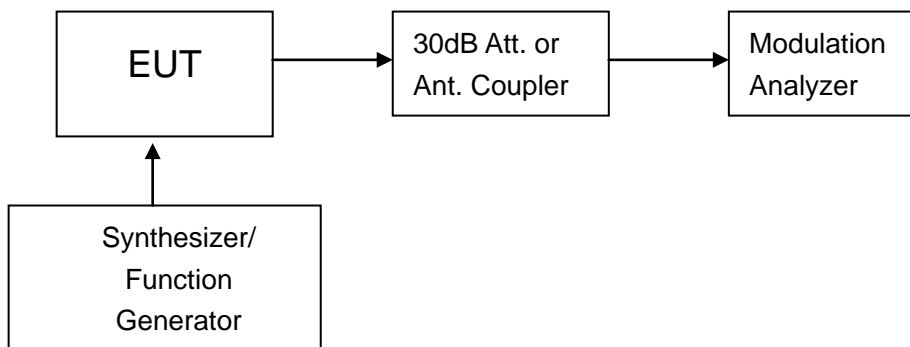 EUT
30dB Att. or
Ant. Coupler
Modulation
Analyzer
Synthesizer/
Function
Generator